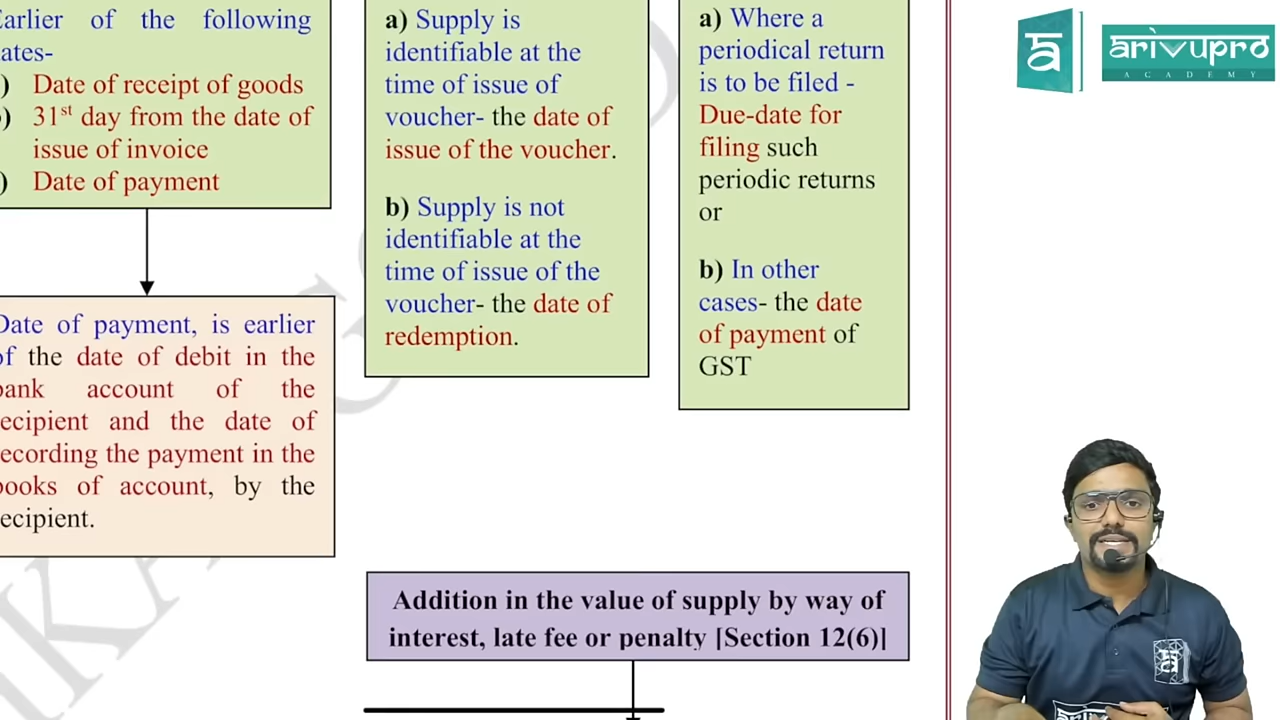 Earlier of the following
dates-
Date of receipt of goods
31st day from the date of
issue of invoice
Date of payment
Date of payment, is earlier
of the date of debit in the
bank account of the
recipient and the date of
recording the payment in the
books of account, by the
recipient.
a) Supply is
identifiable at the
time of issue of
voucher- the date of
issue of the voucher.
b) Supply is not
identifiable at the
time of issue of the
voucher- the date of
redemption.
a) Where a
periodical return
is to be filed -
Due-date for
filing such
periodic returns
or
b) In other
cases- the date
of payment of
GST
Addition in the value of supply by way of
interest, late fee or penalty [Section 12(6)]
arivupro
ACADEMY